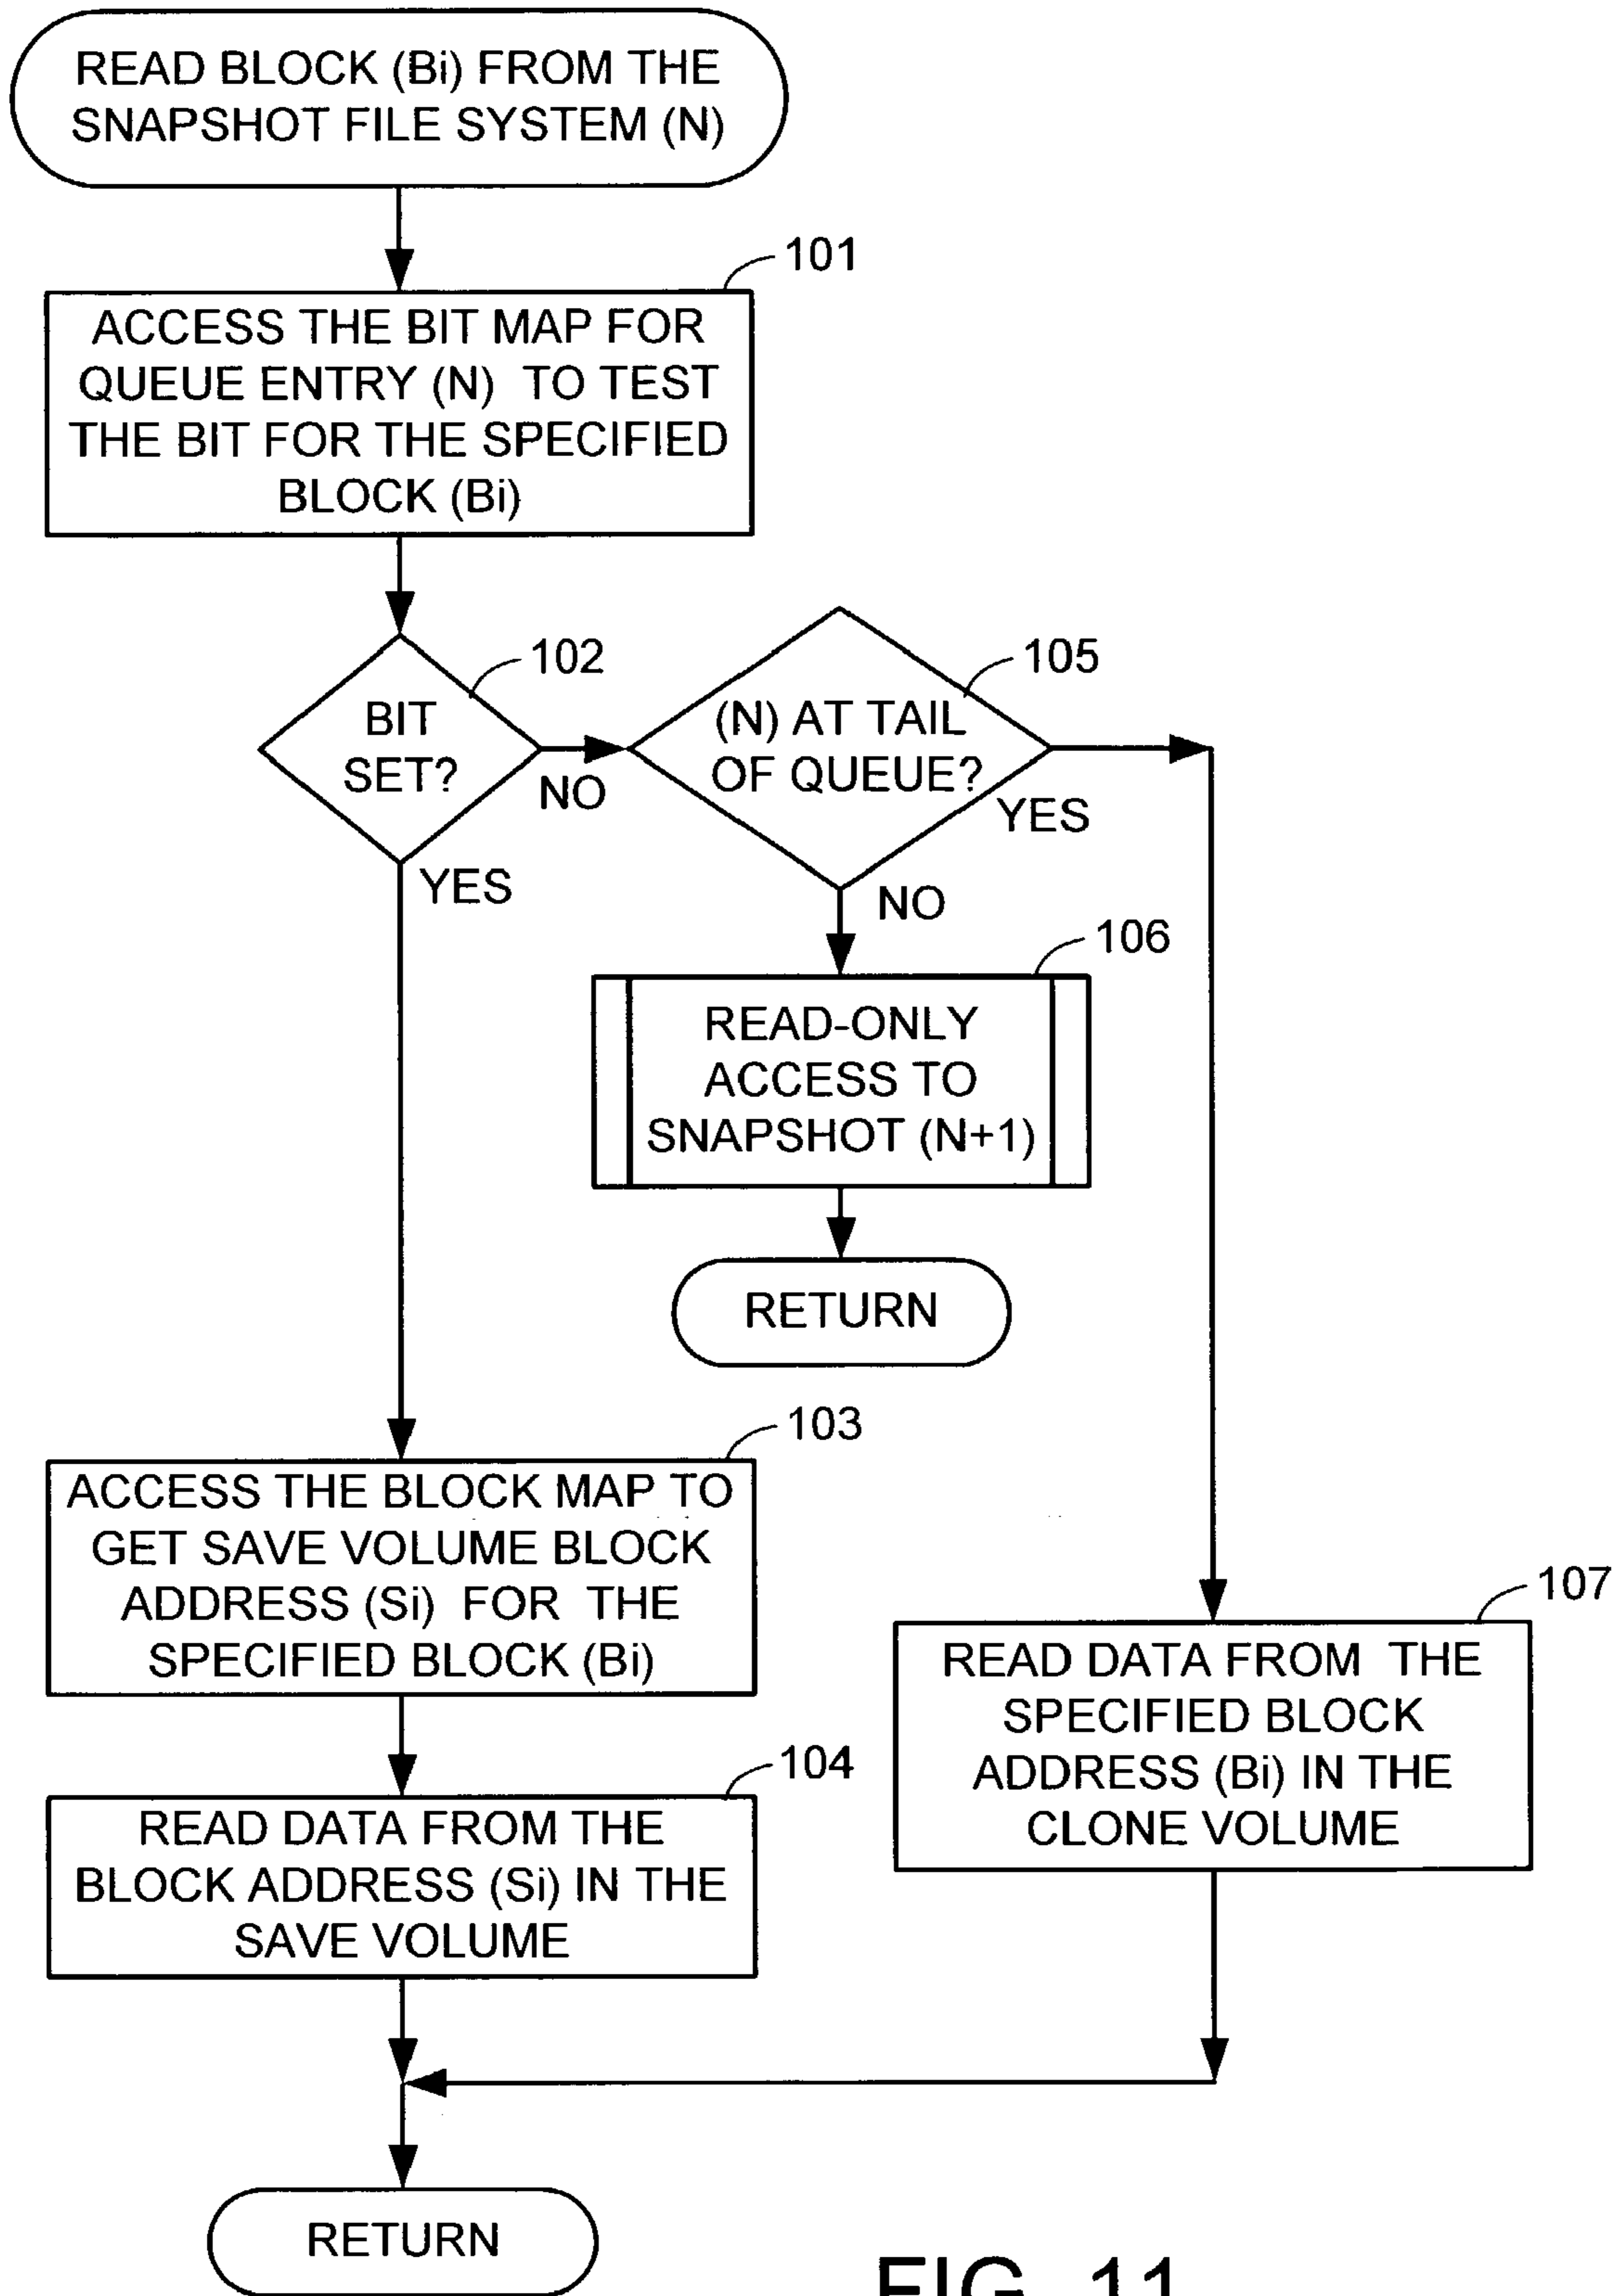 READ BLOCK (Bi) FROM THE
SNAPSHOT FILE SYSTEM (N)
101
ACCESS THE BIT MAP FOR
QUEUE ENTRY (N) TO TEST
THE BIT FOR THE SPECIFIED
BLOCK (Bi)
102
BIT
SET?
NO
YES
105
(N) AT TAIL
OF QUEUE?
YES
NO
106
READ-ONLY
ACCESS TO
SNAPSHOT (N+1)
RETURN
103
ACCESS THE BLOCK MAP TO
GET SAVE VOLUME BLOCK
ADDRESS (Si) FOR THE
SPECIFIED BLOCK (Bi)
104
READ DATA FROM THE
BLOCK ADDRESS (Si) IN THE
SAVE VOLUME
107
READ DATA FROM THE
SPECIFIED BLOCK
ADDRESS (Bi) IN THE
CLONE VOLUME
RETURN
FIG. 11